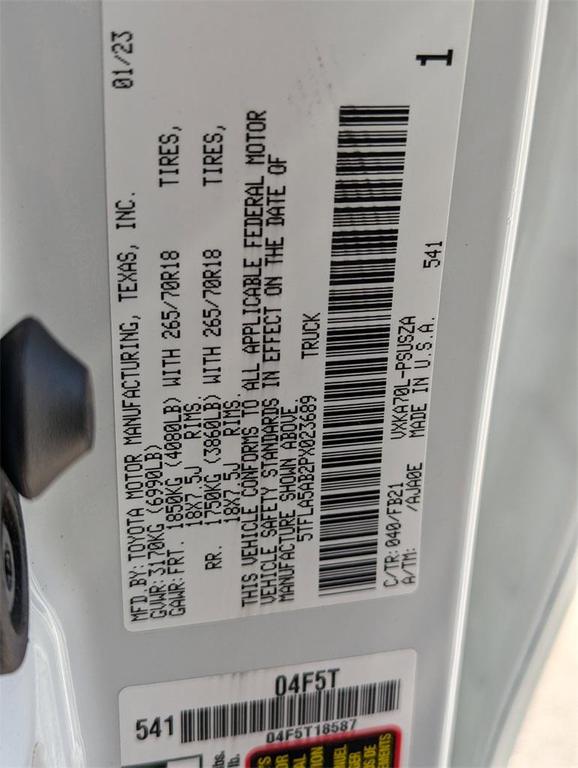 MFD.BY:TOYOTA MOTOR MANUFACTURING, TEXAS, INC. 01/23
GVWR:3170KG (6990LB)
GAWR:FRT. 1850KG (4080LB) WITH 265/70R18 TIRES,
18X7.5J RIMS,
RR. 1750KG (3860LB) WITH 265/70R18 TIRES,
18X7.5J RIMS.
THIS VEHICLE CONFORMS TO ALL APPLICABLE FEDERAL MOTOR
VEHICLE SAFETY STANDARDS IN EFFECT ON THE DATE OF
MANUFACTURE SHOWN ABOVE.
5TFLA5AB2PX023689 TRUCK
C/TR:040/FB21 VXKA70L-PSUSZA
A/TM: /AJA0E MADE IN U.S.A. 541
1
541 04F5T
04F5T18587
lbs.
lb.